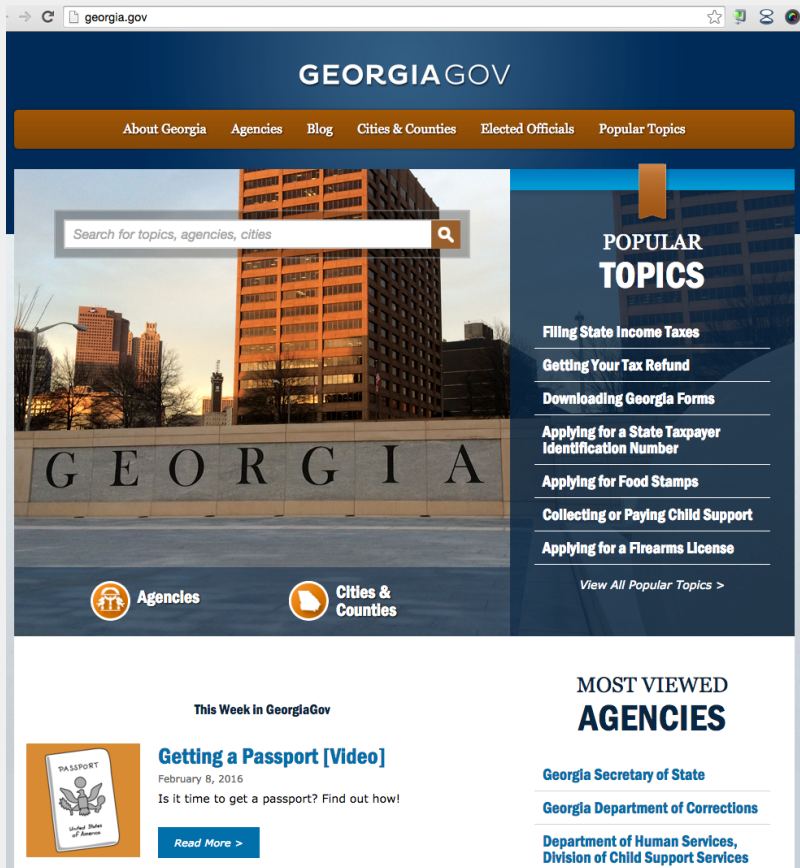 georgia.gov
GEORGIAGOV
About Georgia Agencies Blog Cities & Counties Elected Officials Popular Topics
Search for topics, agencies, cities
GEORGIA
Agencies
Cities &
Counties
POPULAR
TOPICS
Filing State Income Taxes
Getting Your Tax Refund
Downloading Georgia Forms
Applying for a State Taxpayer
Identification Number
Applying for Food Stamps
Collecting or Paying Child Support
Applying for a Firearms License
View All Popular Topics >
This Week in GeorgiaGov
PASSPORT
United States
of America
Getting a Passport [Video]
February 8, 2016
Is it time to get a passport? Find out how!
Read More >
MOST VIEWED
AGENCIES
Georgia Secretary of State
Georgia Department of Corrections
Department of Human Services,
Division of Child Support Services